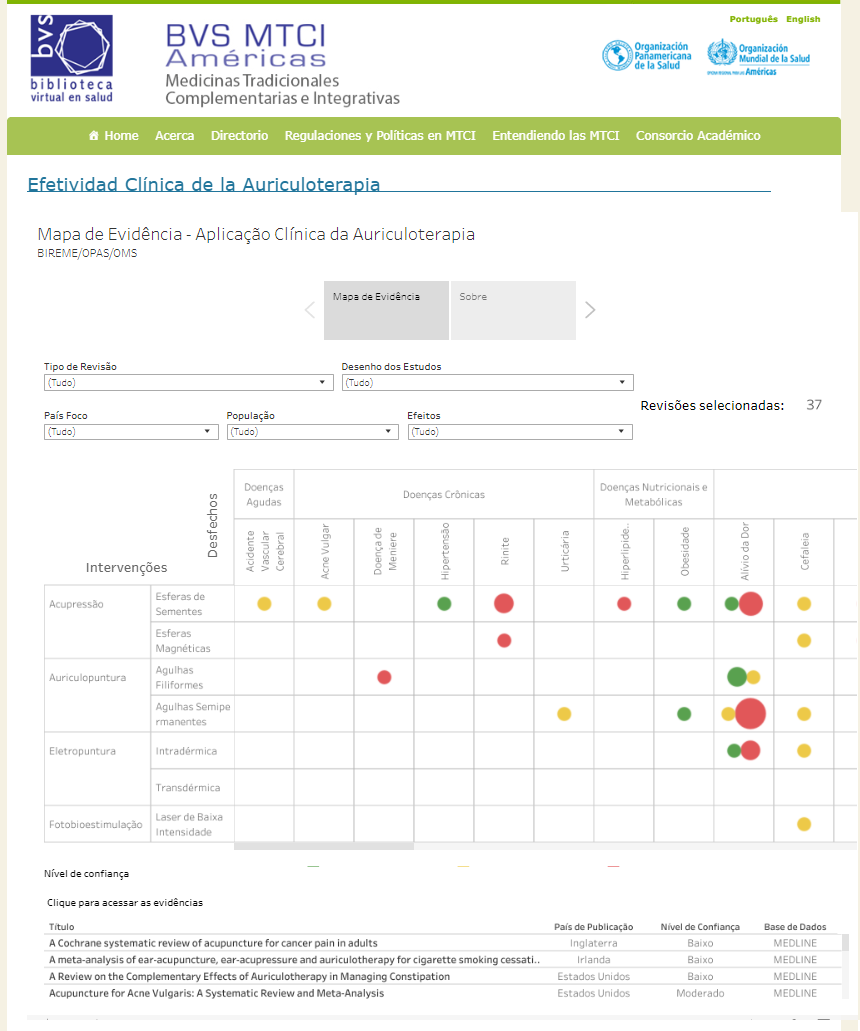 Português English
BVS
biblioteca
virtual en salud
BVS MTCI
Américas
Medicinas Tradicionales
Complementarias e Integrativas
Organización
Panamericana
de la Salud
Organización
Mundial de la Salud
Américas
Home Acerca Directorio Regulaciones y Políticas en MTCI Entendiendo las MTCI Consorcio Académico
Efetividad Clínica de la Auriculoterapia
Mapa de Evidência - Aplicação Clínica da Auriculoterapia
BIREME/OPAS/OMS
Mapa de Evidência
Sobre
Tipo de Revisão
(Tudo)
Desenho dos Estudos
(Tudo)
País Foco
(Tudo)
População
(Tudo)
Efeitos
(Tudo)
Revisões selecionadas: 37
Intervenções
Desfechos
Doenças
Agudas
Doenças Crônicas
Doenças Nutricionais e
Metabólicas
Acidente
Vascular
Cerebral
Acne Vulgar
Doença de
Meniere
Hipertensão
Rinite
Urticária
Hiperlipide..
Obesidade
Alívio da Dor
Cefaleia
Acupressão
Esferas de
Sementes
Esferas
Magnéticas
Auriculopuntura
Agulhas
Filiformes
Agulhas Semipe
rmanentes
Eletropuntura
Intradérmica
Transdérmica
Fotobioestimulação
Laser de Baixa
Intensidade
Nível de confiança
Clique para acessar as evidências
Título País de Publicação Nível de Confiança Base de Dados
A Cochrane systematic review of acupuncture for cancer pain in adults Inglaterra Baixo MEDLINE
A meta-analysis of ear-acupuncture, ear-acupressure and auriculotherapy for cigarette smoking cessati.. Irlanda Baixo MEDLINE
A Review on the Complementary Effects of Auriculotherapy in Managing Constipation Estados Unidos Baixo MEDLINE
Acupuncture for Acne Vulgaris: A Systematic Review and Meta-Analysis Estados Unidos Moderado MEDLINE